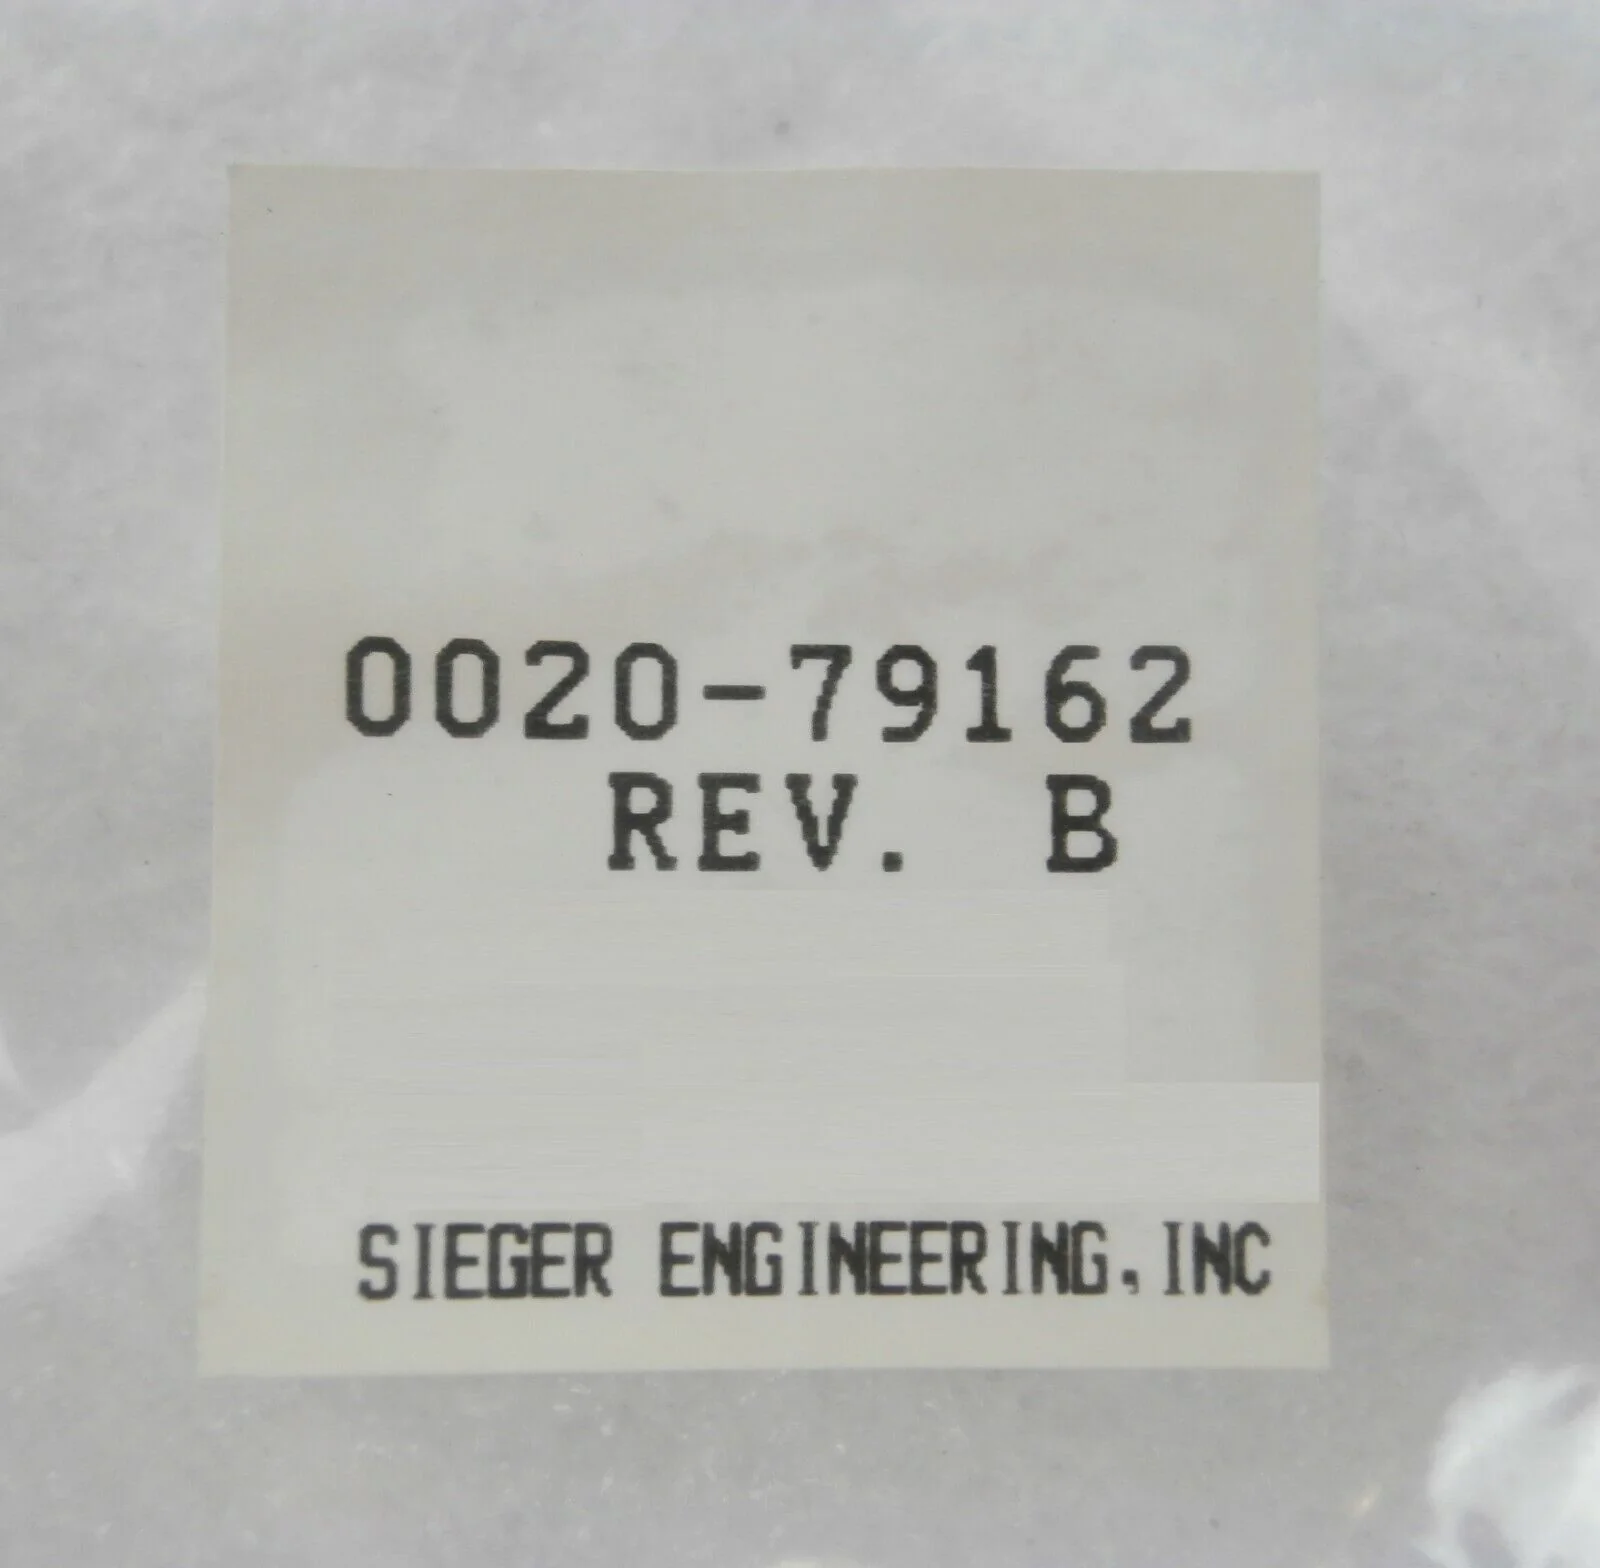 0020-79162
REV. B
SIEGER ENGINEERING, INC